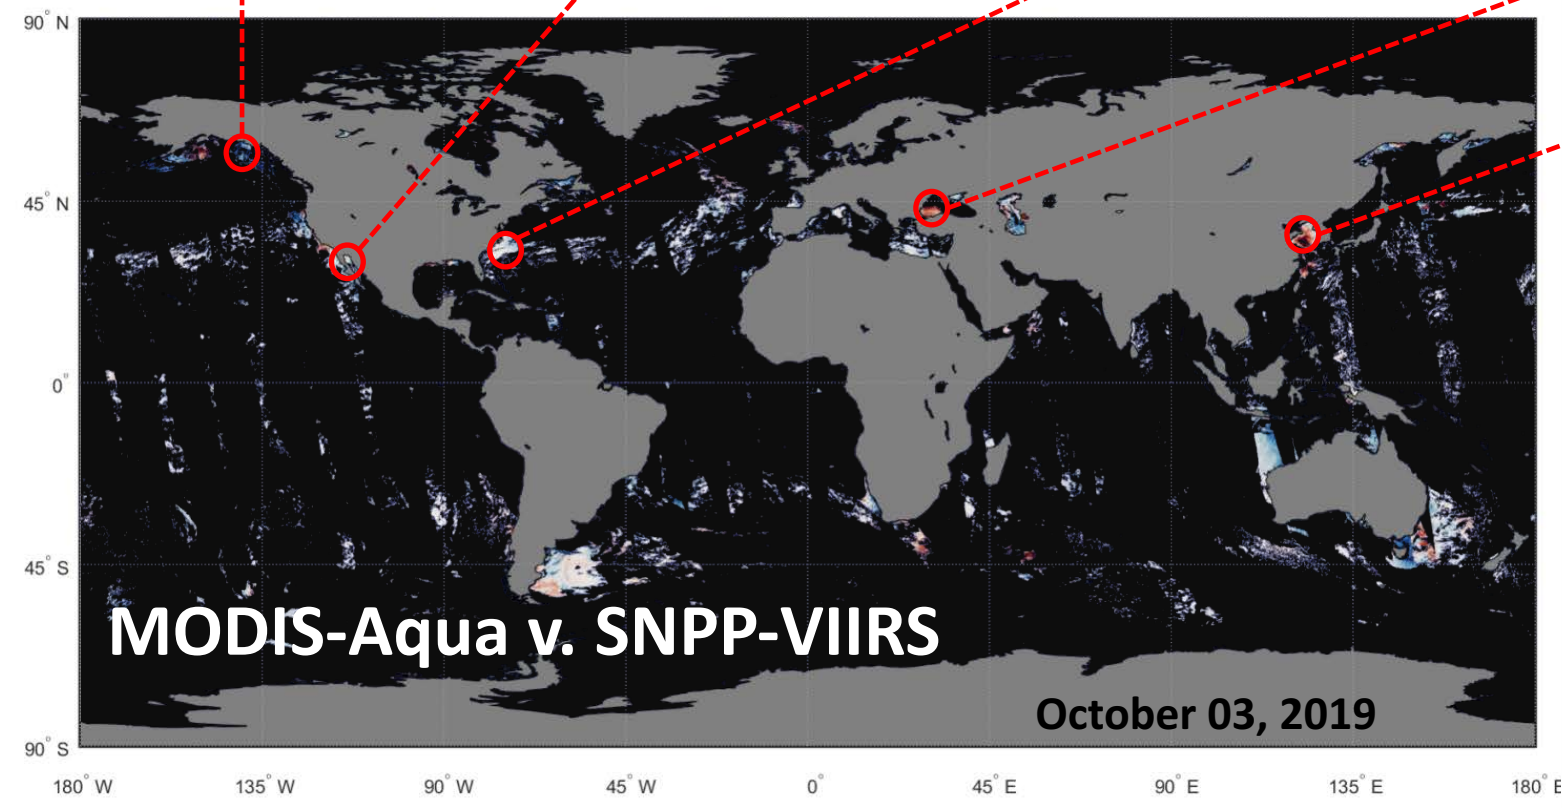 90° N
45° N
0°
45° S
90° S
MODIS-Aqua v. SNPP-VIIRS
October 03, 2019
180° W 135° W 90° W 45° W 0° 45° E 90° E 135° E 180° E